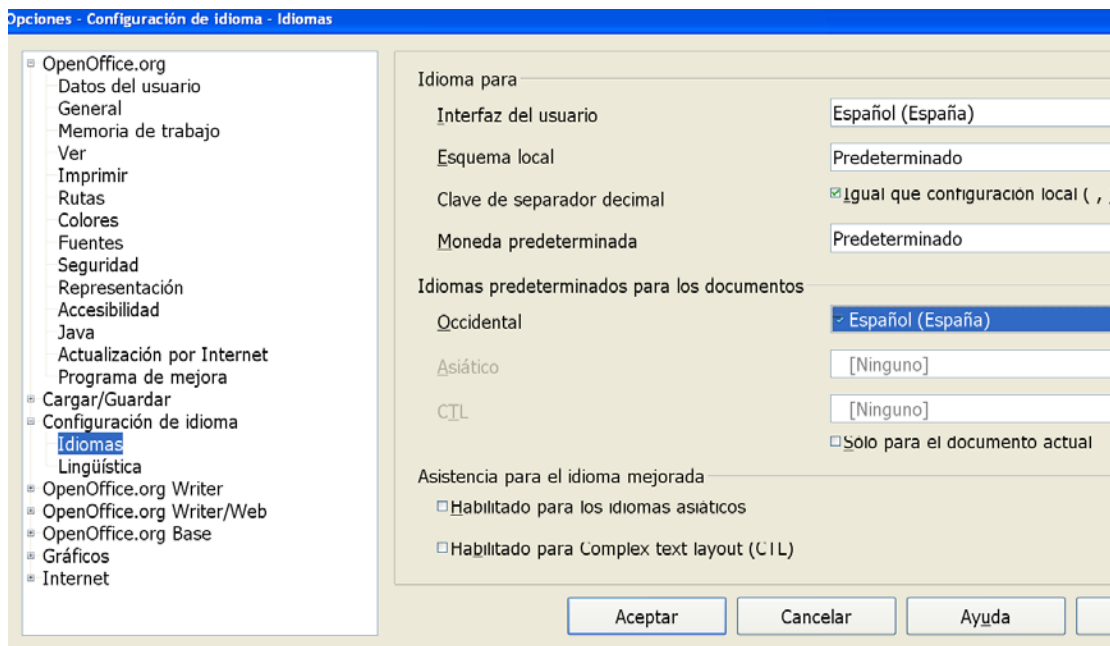 Opciones - Configuración de idioma - Idiomas
OpenOffice.org
Datos del usuario
General
Memoria de trabajo
Ver
Imprimir
Rutas
Colores
Fuentes
Seguridad
Representación
Accesibilidad
Java
Actualización por Internet
Programa de mejora
Cargar/Guardar
Configuración de idioma
Idiomas
Lingüística
OpenOffice.org Writer
OpenOffice.org Writer/Web
OpenOffice.org Base
Gráficos
Internet
Idioma para
Interfaz del usuario Español (España)
Esquema local Predeterminado
Clave de separador decimal Igual que configuración local ( ,
Moneda predeterminada Predeterminado
Idiomas predeterminados para los documentos
Occidental Español (España)
Asiático [Ninguno]
CTL [Ninguno]
Sólo para el documento actual
Asistencia para el idioma mejorada
Habilitado para los idiomas asiáticos
Habilitado para Complex text layout (CTL)
Aceptar Cancelar Ayuda